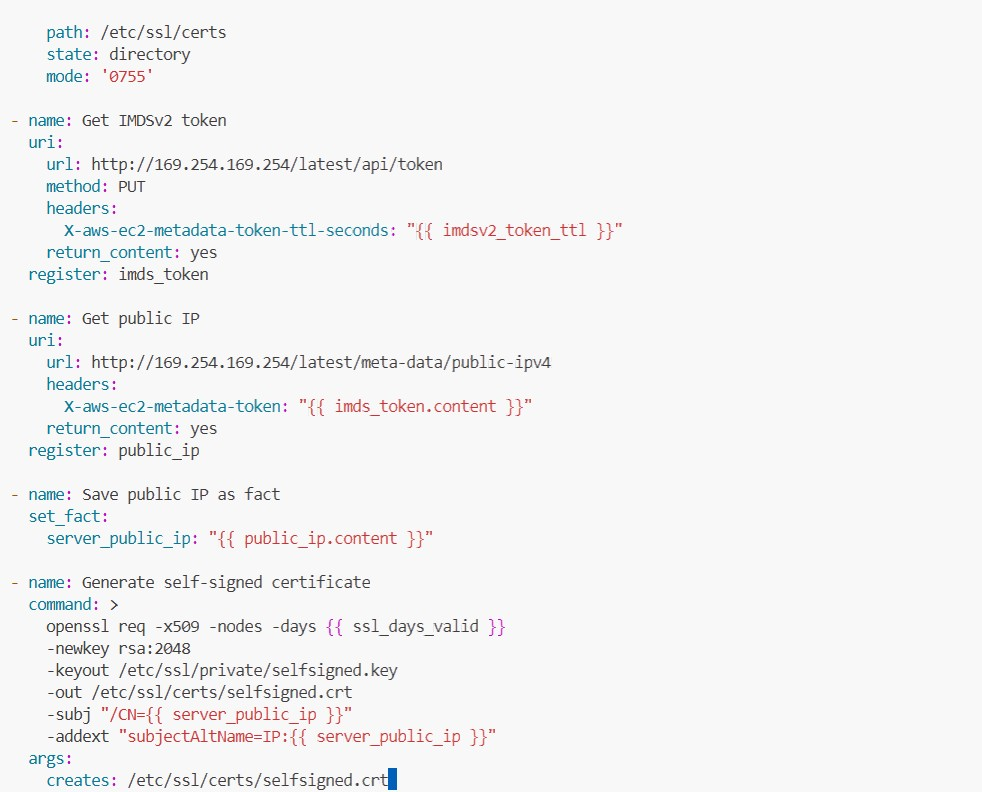 path: /etc/ssl/certs
state: directory
mode: '0755'
- name: Get IMDSv2 token
uri:
url: http://169.254.169.254/latest/api/token
method: PUT
headers:
X-aws-ec2-metadata-token-ttl-seconds: "{{ imdsv2_token_ttl }}"
return_content: yes
register: imds_token
- name: Get public IP
uri:
url: http://169.254.169.254/latest/meta-data/public-ipv4
headers:
X-aws-ec2-metadata-token: "{{ imds_token.content }}"
return_content: yes
register: public_ip
- name: Save public IP as fact
set_fact:
server_public_ip: "{{ public_ip.content }}"
- name: Generate self-signed certificate
command: >
openssl req -x509 -nodes -days {{ ssl_days_valid }}
-newkey rsa:2048
-keyout /etc/ssl/private/selfsigned.key
-out /etc/ssl/certs/selfsigned.crt
-subj "/CN={{ server_public_ip }}"
-addext "subjectAltName=IP:{{ server_public_ip }}"
args:
creates: /etc/ssl/certs/selfsigned.crt